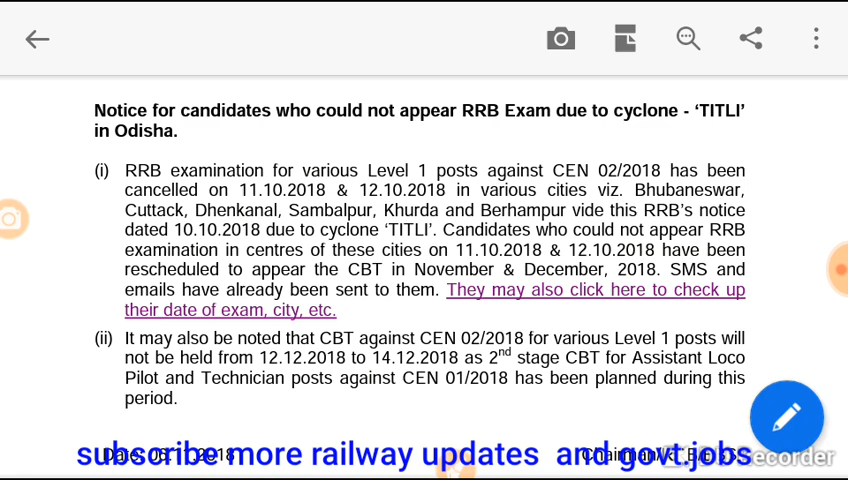 Notice for candidates who could not appear RRB Exam due to cyclone - ‘TITLI’
in Odisha.
(i) RRB examination for various Level 1 posts against CEN 02/2018 has been
cancelled on 11.10.2018 & 12.10.2018 in various cities viz. Bhubaneswar,
Cuttack, Dhenkanal, Sambalpur, Khurda and Berhampur vide this RRB's notice
dated 10.10.2018 due to cyclone ‘TITLI’. Candidates who could not appear RRB
examination in centres of these cities on 11.10.2018 & 12.10.2018 have been
rescheduled to appear the CBT in November & December, 2018. SMS and
emails have already been sent to them. They may also click here to check up
their date of exam, city, etc.
(ii) It may also be noted that CBT against CEN 02/2018 for various Level 1 posts will
not be held from 12.12.2018 to 14.12.2018 as 2nd stage CBT for Assistant Loco
Pilot and Technician posts against CEN 01/2018 has been planned during this
period.
subscribe more railway updates and govt.jobs
Chairman/ Recorder